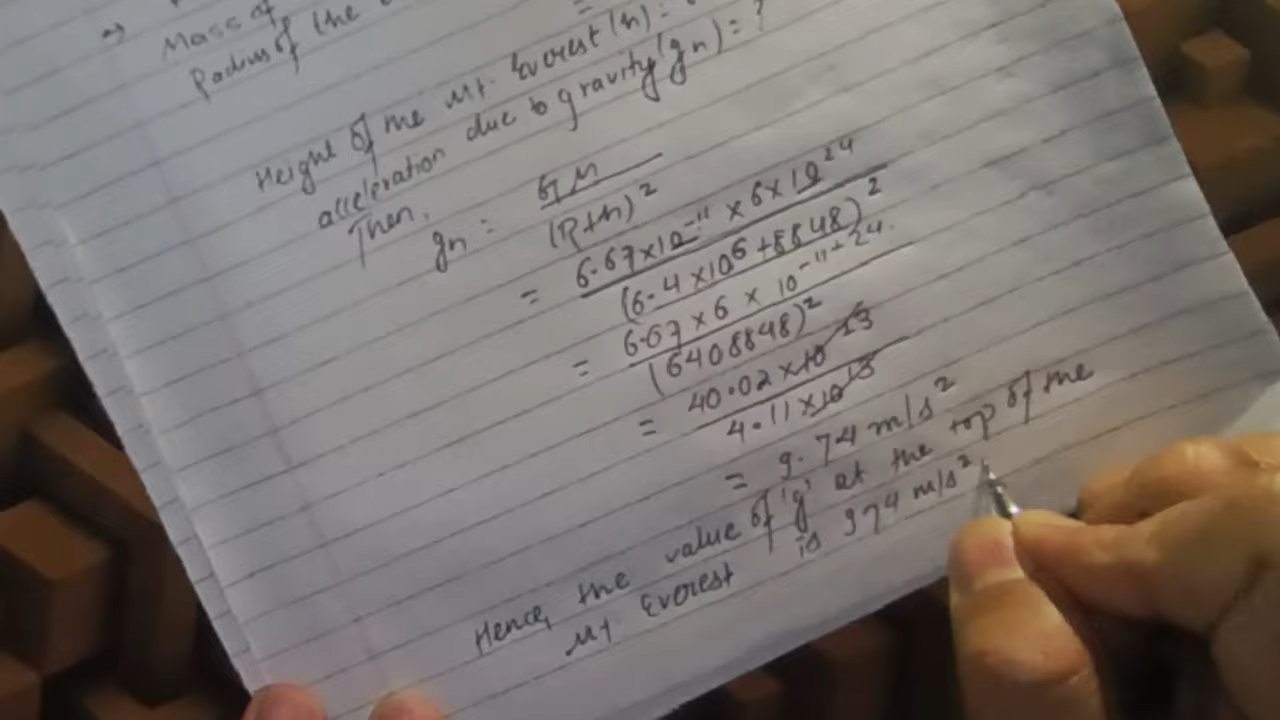 →
Mass of
Radius of the
Height of the Mt. Everest (h) =
acceleration due to gravity (gh) = ?
Then,
gh = GM / (R+h)²
= 6.67×10⁻¹¹ × 6×10²⁴ / (6.4 ×10⁶ +8848)²
= 6.67 × 6 × 10⁻¹¹⁺²⁴ / (6408848)²
= 40.02 ×10¹³ / 4.11 ×10¹³
= 9.74 m/s²
Hence, the value of 'g' at the top of the
Mt Everest is 974 m/s²